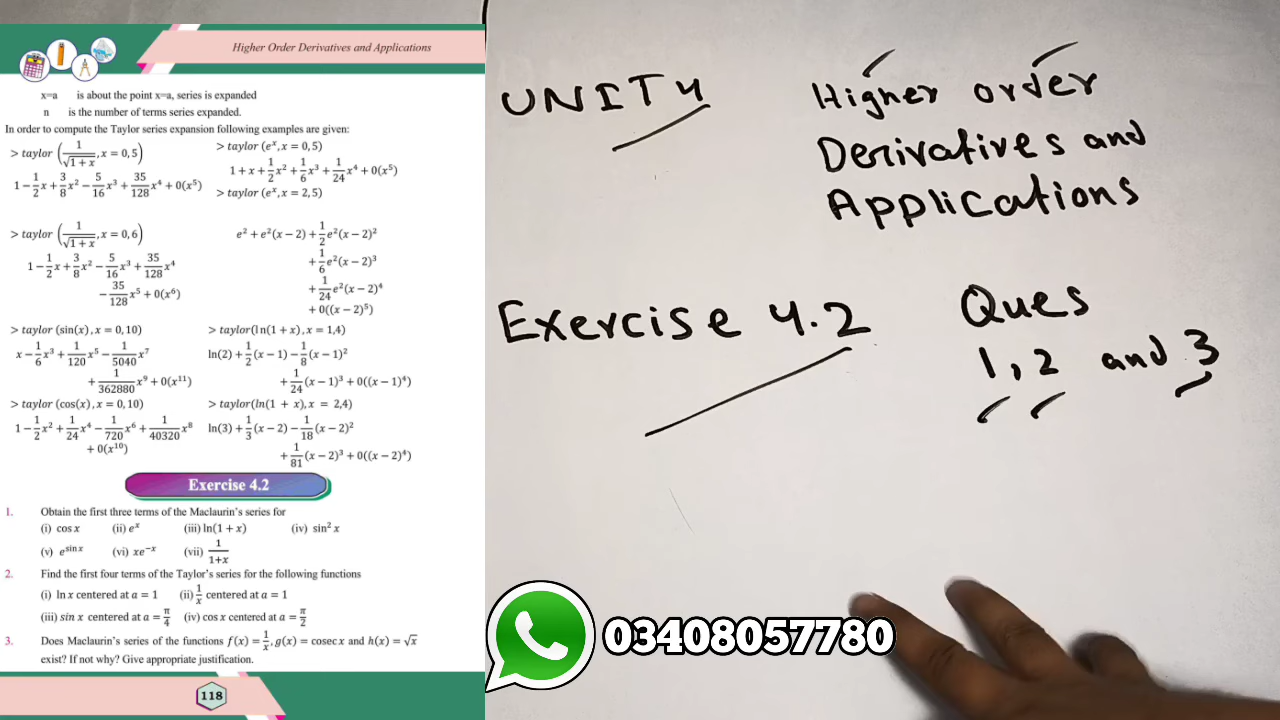 Higher Order Derivatives and Applications
x=a is about the point x=a, series is expanded
n is the number of terms series expanded.
In order to compute the Taylor series expansion following examples are given:
> taylor (1/√(1 + x), x = 0, 5)
1 − 1/2 x + 3/8 x² − 5/16 x³ + 35/128 x⁴ + 0(x⁵)
> taylor (eˣ, x = 0, 5)
1 + x + 1/2 x² + 1/6 x³ + 1/24 x⁴ + 0(x⁵)
> taylor (eˣ, x = 2, 5)
> taylor (1/√(1 + x), x = 0, 6)
1 − 1/2 x + 3/8 x² − 5/16 x³ + 35/128 x⁴
− 35/128 x⁵ + 0(x⁶)
e² + e²(x − 2) + 1/2 e²(x − 2)²
+ 1/6 e²(x − 2)³
+ 1/24 e²(x − 2)⁴
+ 0((x − 2)⁵)
> taylor (sin(x), x = 0, 10)
x − 1/6 x³ + 1/120 x⁵ − 1/5040 x⁷
+ 1/362880 x⁹ + 0(x¹¹)
> taylor(ln(1 + x), x = 1,4)
ln(2) + 1/2 (x − 1) − 1/8 (x − 1)²
+ 1/24 (x − 1)³ + 0((x − 1)⁴)
> taylor (cos(x), x = 0, 10)
1 − 1/2 x² + 1/24 x⁴ − 1/720 x⁶ + 1/40320 x⁸
+ 0(x¹⁰)
> taylor(ln(1 + x), x = 2,4)
ln(3) + 1/3 (x − 2) − 1/18 (x − 2)²
+ 1/81 (x − 2)³ + 0((x − 2)⁴)
Exercise 4.2
1. Obtain the first three terms of the Maclaurin's series for
(i) cos x (ii) eˣ (iii) ln(1 + x) (iv) sin² x
(v) e^(sin x) (vi) xe⁻ˣ (vii) 1/(1+x)
2. Find the first four terms of the Taylor's series for the following functions
(i) ln x centered at a = 1 (ii) 1/x centered at a = 1
(iii) sin x centered at a = π/4 (iv) cos x centered at a = π/2
3. Does Maclaurin's series of the functions f(x) = 1/x, g(x) = cosec x and h(x) = √x
exist? If not why? Give appropriate justification.
118
UNIT 4
Higher order
Derivatives and
Applications
Exercise 4.2
Ques
1, 2 and 3
03408057780